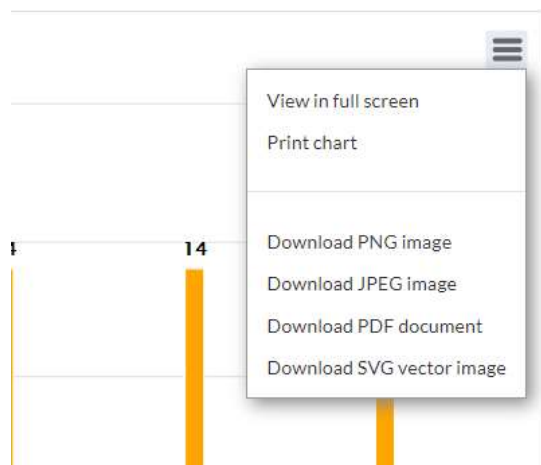 View in full screen
Print chart
Download PNG image
14
Download JPEG image
Download PDF document
Download SVG vector image